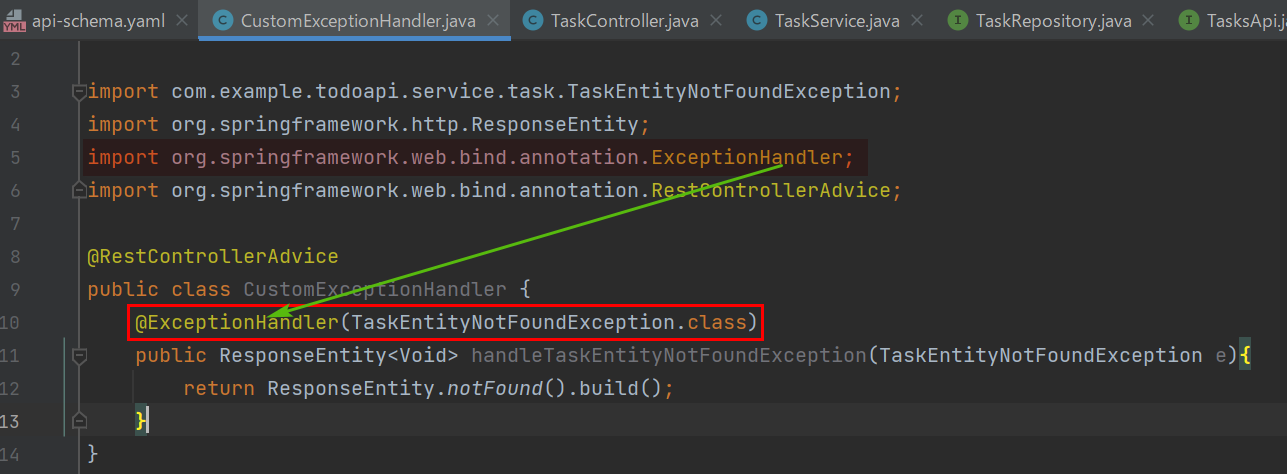 api-schema.yaml CustomExceptionHandler.java TaskController.java TaskService.java TaskRepository.java TasksApi.ja
2
3 import com.example.todoapi.service.task.TaskEntityNotFoundException;
4 import org.springframework.http.ResponseEntity;
5 import org.springframework.web.bind.annotation.ExceptionHandler;
6 import org.springframework.web.bind.annotation.RestControllerAdvice;
7
8 @RestControllerAdvice
9 public class CustomExceptionHandler {
10 @ExceptionHandler(TaskEntityNotFoundException.class)
11 public ResponseEntity<Void> handleTaskEntityNotFoundException(TaskEntityNotFoundException e){
12 return ResponseEntity.notFound().build();
13 }
14 }